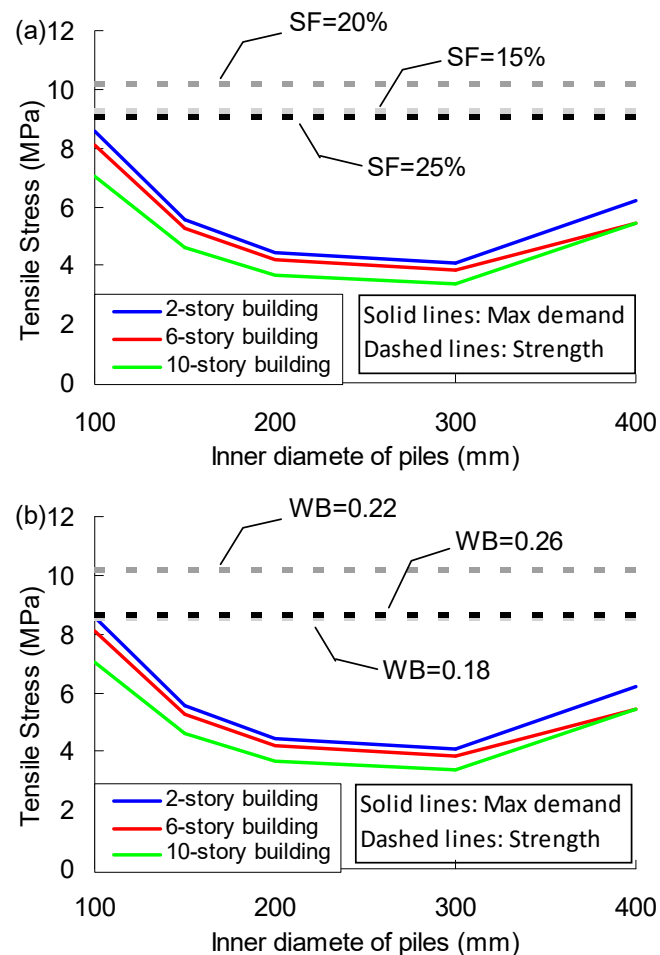 (a)
12
10
8
6
4
2
0
Tensile Stress (MPa)
SF=20%
SF=15%
SF=25%
2-story building
6-story building
10-story building
Solid lines: Max demand
Dashed lines: Strength
100
200
300
400
Inner diamete of piles (mm)
(b)
12
10
8
6
4
2
0
Tensile Stress (MPa)
WB=0.22
WB=0.26
WB=0.18
2-story building
6-story building
10-story building
Solid lines: Max demand
Dashed lines: Strength
100
200
300
400
Inner diamete of piles (mm)